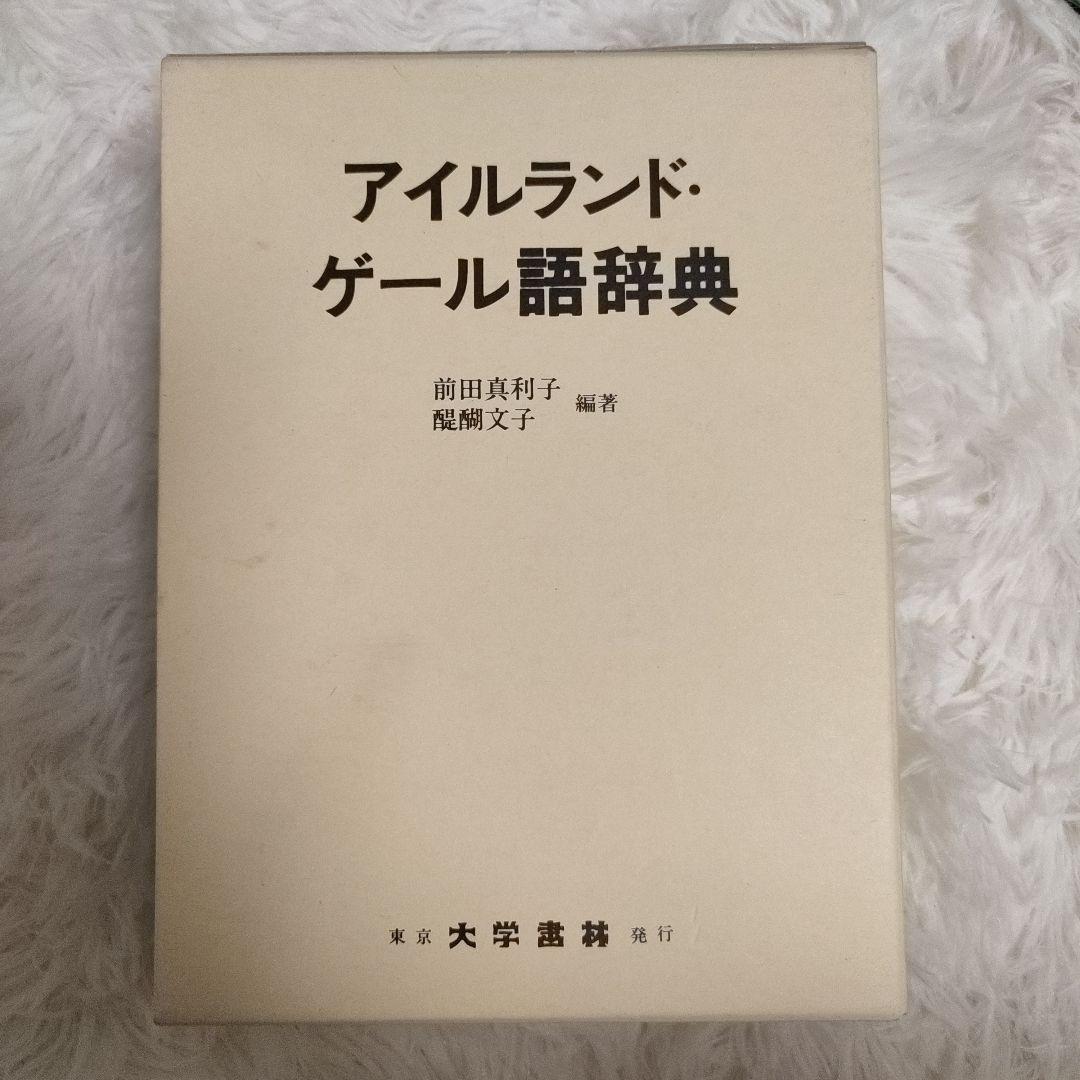 アイルランド・
ゲール語辞典
前田真利子
醍醐文子 編著
東京 大学書林 発行